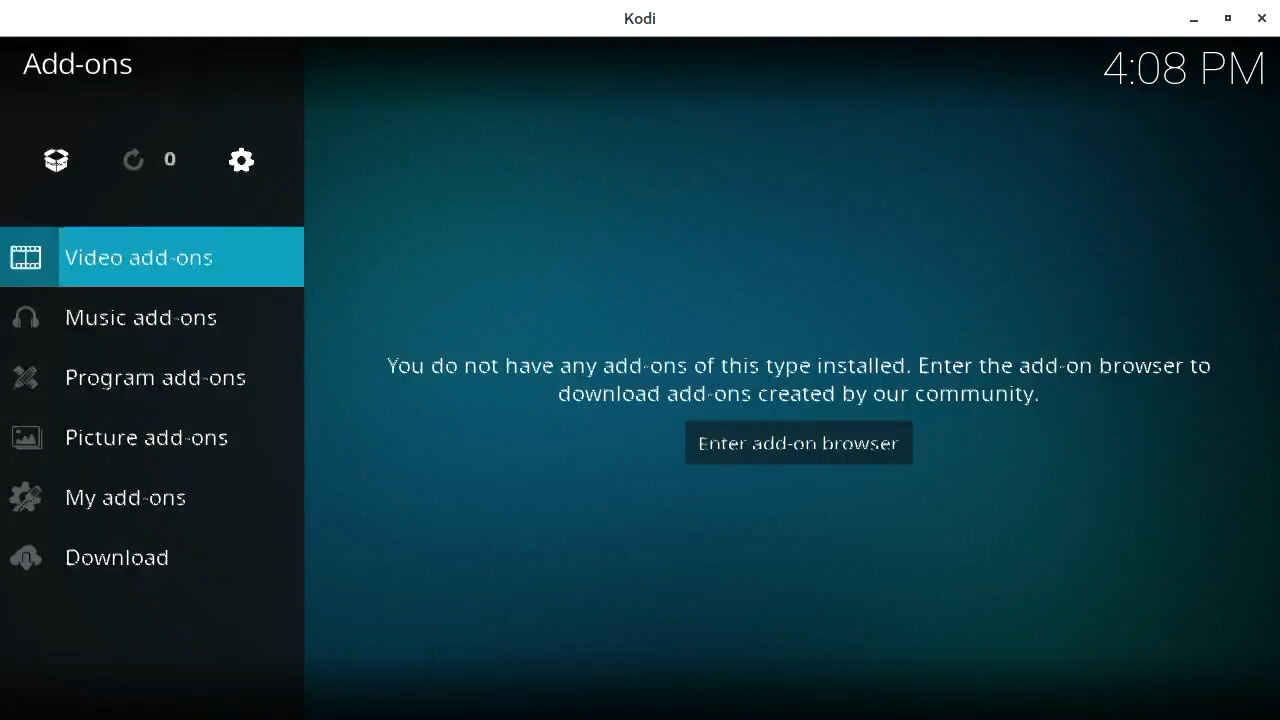 Kodi
Add-ons
4:08 PM
0
Video add-ons
Music add-ons
Program add-ons
Picture add-ons
My add-ons
Download
You do not have any add-ons of this type installed. Enter the add-on browser to
download add-ons created by our community.
Enter add-on browser